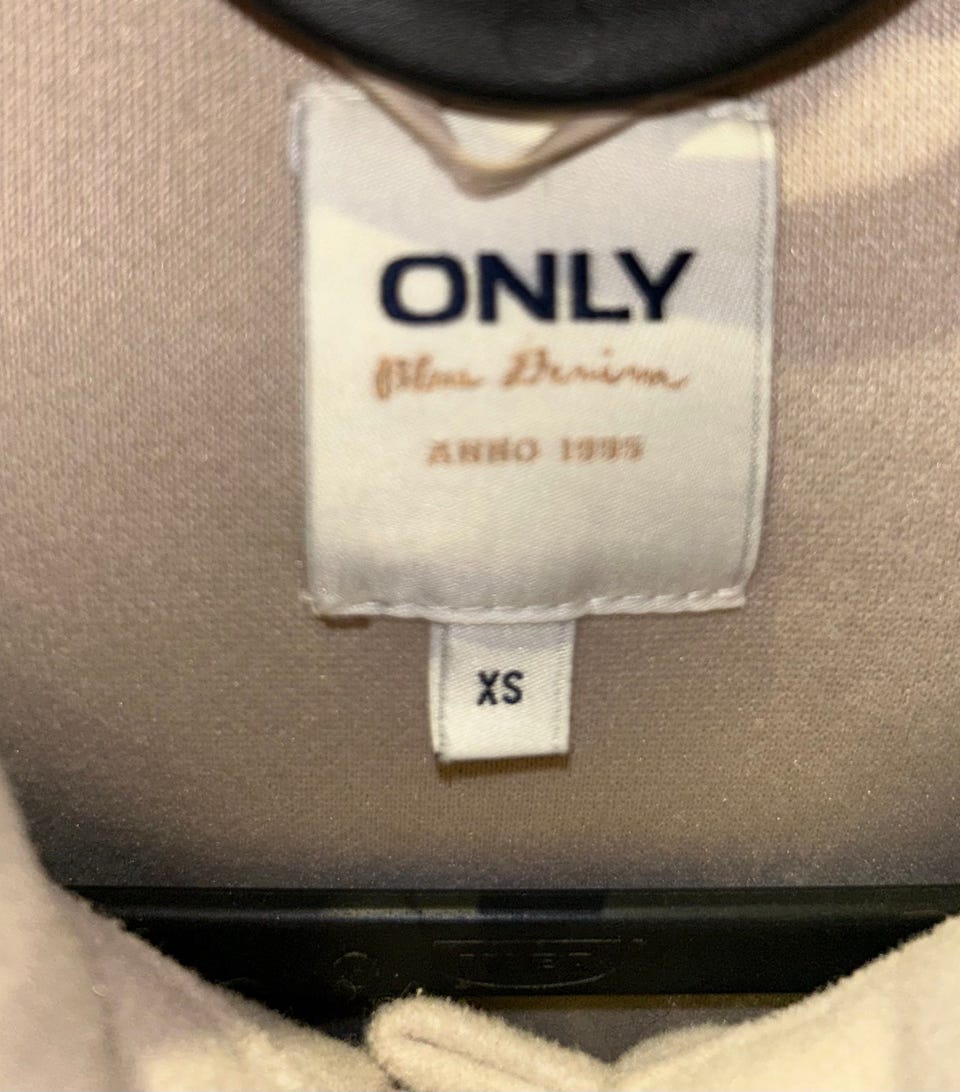 ONLY
Blue Denim
ANNO 1995
XS